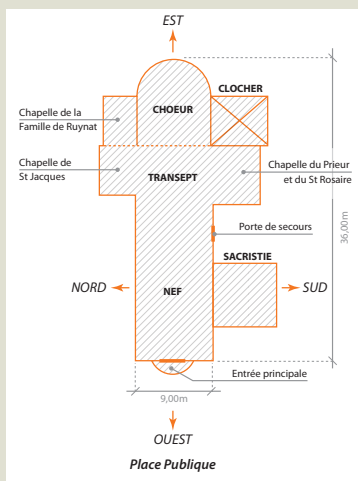 EST
CLOCHER
CHOEUR
Chapelle de la
Famille de Ruynat
Chapelle de
St Jacques
TRANSEPT
Chapelle du Prieur
et du St Rosaire
Porte de secours
36,00m
SACRISTIE
NORD
NEF
SUD
Entrée principale
9,00m
OUEST
Place Publique